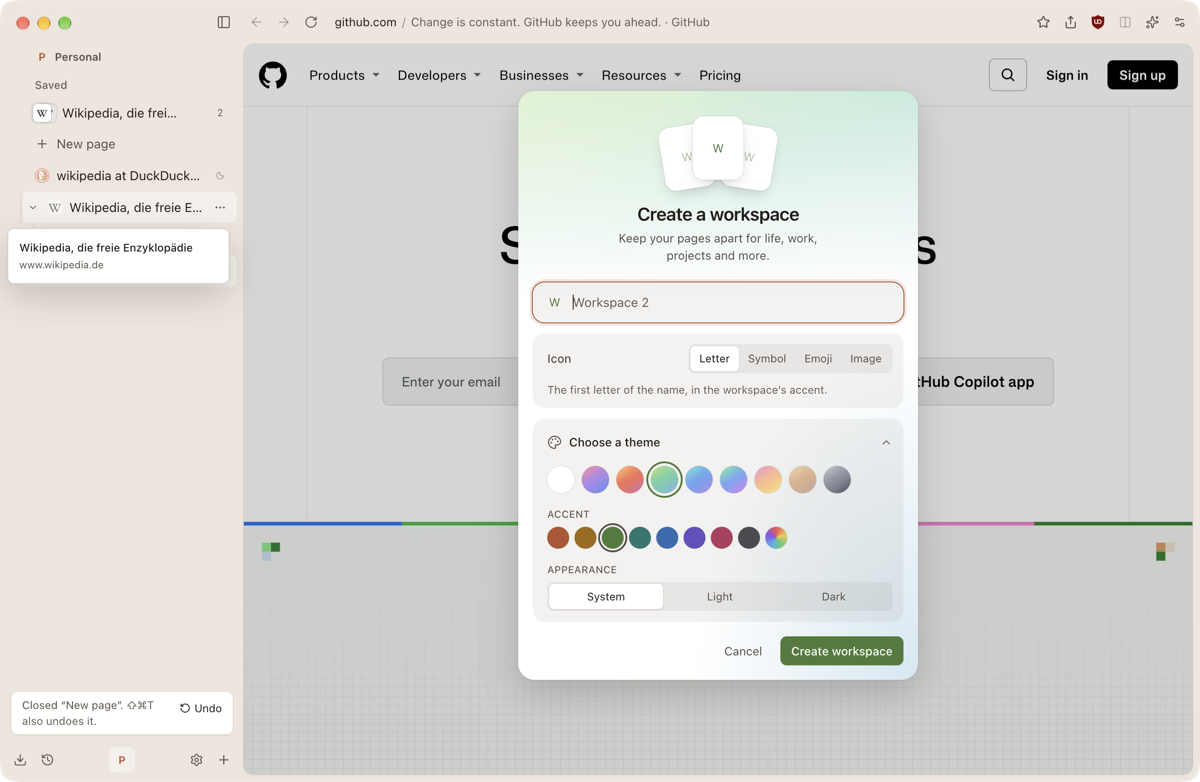 github.com / Change is constant. GitHub keeps you ahead. · GitHub
P Personal
Saved
W Wikipedia, die frei... 2
New page
wikipedia at DuckDuck...
W Wikipedia, die freie E... ...
Wikipedia, die freie Enzyklopädie
www.wikipedia.de
Closed “New page”. ⇧⌘T
also undoes it.
Undo
P
Products
Developers
Businesses
Resources
Pricing
Sign in
Sign up
S
s
Enter your email
tHub Copilot app
W
W
W
Create a workspace
Keep your pages apart for life, work,
projects and more.
W Workspace 2
Icon
Letter Symbol Emoji Image
The first letter of the name, in the workspace's accent.
Choose a theme
ACCENT
APPEARANCE
System Light Dark
Cancel Create workspace